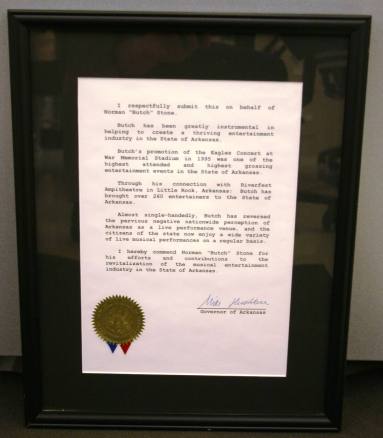 I respectfully submit this on behalf of
Norman "Butch" Stone.
Butch has been greatly instrumental in
helping to create a thriving entertainment
industry in the State of Arkansas.
Butch's promotion of the Eagles Concert at
War Memorial Stadium in 1995 was one of the
highest attended and highest grossing
entertainment events in the State of Arkansas.
Through his connection with Riverfest
Amphitheatre in Little Rock, Arkansas; Butch has
brought over 260 entertainers to the State of
Arkansas.
Almost single-handedly, Butch has reversed
the pervious negative nationwide perception of
Arkansas as a live performance venue, and the
citizens of the state now enjoy a wide variety
of live musical performances on a regular basis.
I hereby commend Norman "Butch" Stone for
his efforts and contributions to the
revitalization of the musical entertainment
industry in the State of Arkansas.
Mike Huckabee
Governor of Arkansas